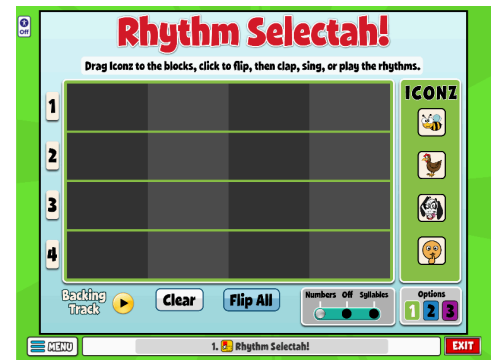 Off
Rhythm Selectah!
Drag Iconz to the blocks, click to flip, then clap, sing, or play the rhythms.
ICONZ
1
2
3
4
Backing
Track
Clear
Flip All
Numbers Off Syllables
Options
1 2 3
MENU
1. Rhythm Selectah!
EXIT